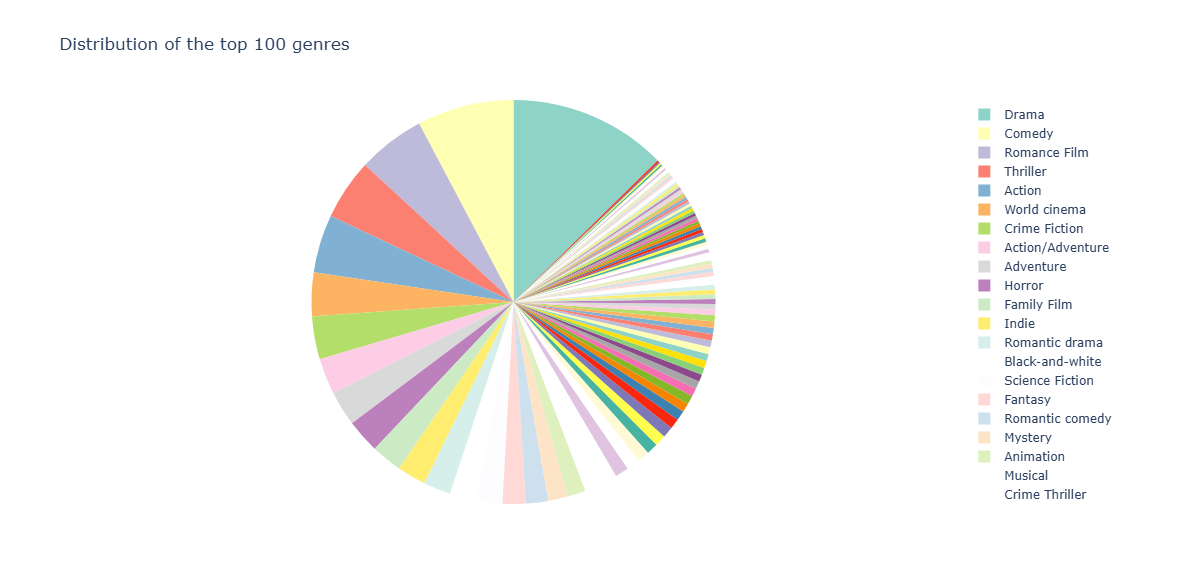 Distribution of the top 100 genres
Drama
Comedy
Romance Film
Thriller
Action
World cinema
Crime Fiction
Action/Adventure
Adventure
Horror
Family Film
Indie
Romantic drama
Black-and-white
Science Fiction
Fantasy
Romantic comedy
Mystery
Animation
Musical
Crime Thriller